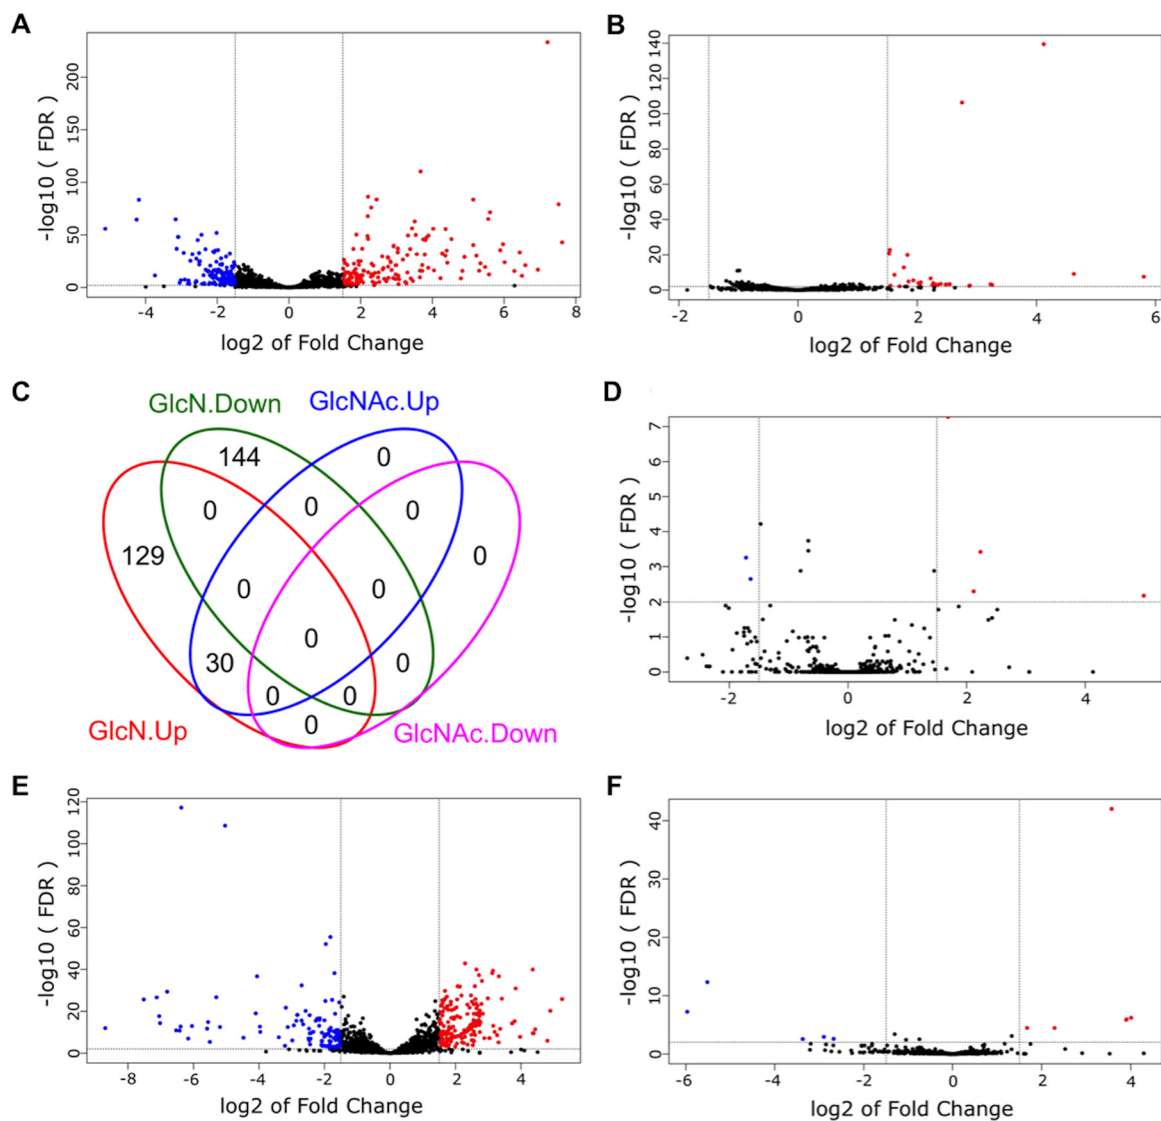 A
-log10 ( FDR )
200
150
100
50
0
-4 -2 0 2 4 6 8
log2 of Fold Change
B
-log10 ( FDR )
140
120
100
80
60
40
20
0
-2 0 2 4 6
log2 of Fold Change
C
GlcN.Down GlcNAc.Up
144 0
0 0 0
129 0
0 0
0
30 0
0 0
0
GlcN.Up GlcNAc.Down
D
-log10 ( FDR )
7
6
5
4
3
2
1
0
-2 0 2 4
log2 of Fold Change
E
-log10 ( FDR )
120
100
80
60
40
20
0
-8 -6 -4 -2 0 2 4
log2 of Fold Change
F
-log10 ( FDR )
40
30
20
10
0
-6 -4 -2 0 2 4
log2 of Fold Change